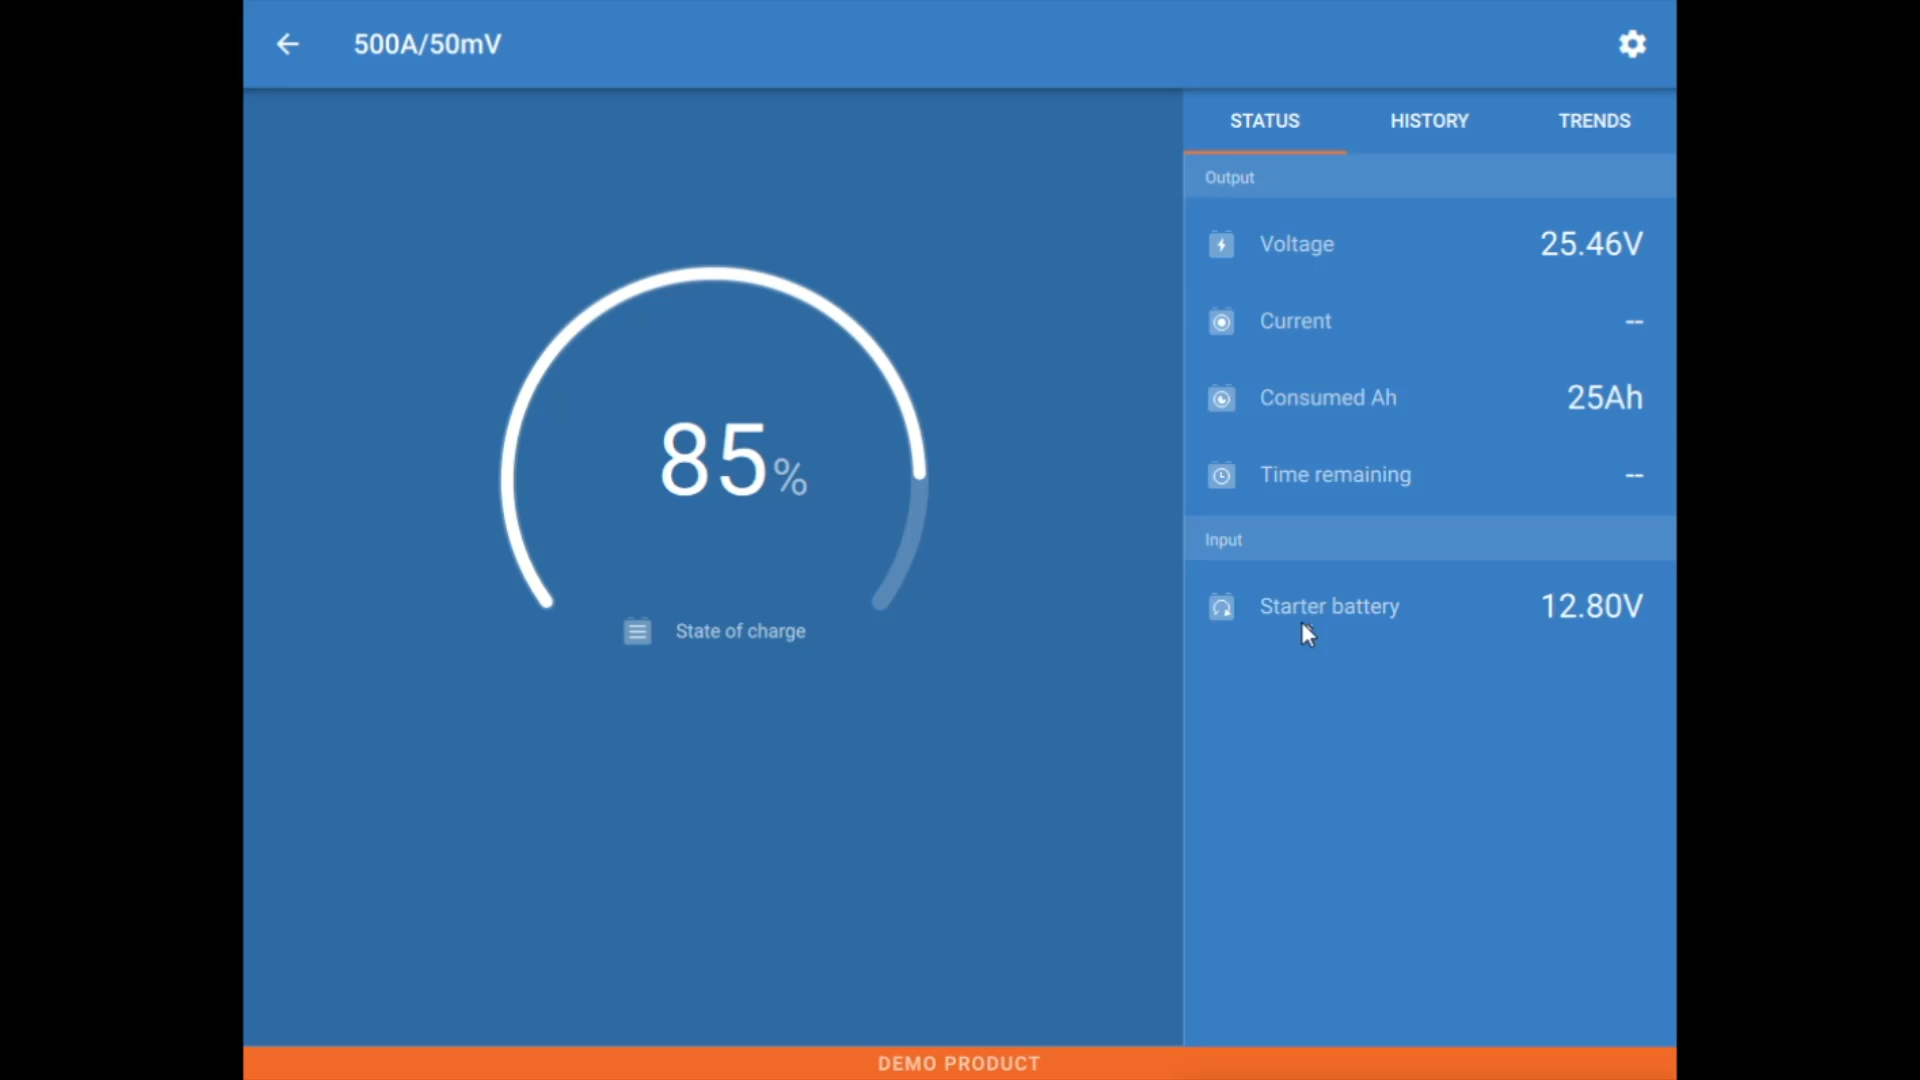 500A/50mV
STATUS HISTORY TRENDS
Output
Voltage 25.46V
Current --
Consumed Ah 25Ah
Time remaining --
Input
Starter battery 12.80V
85%
State of charge
DEMO PRODUCT